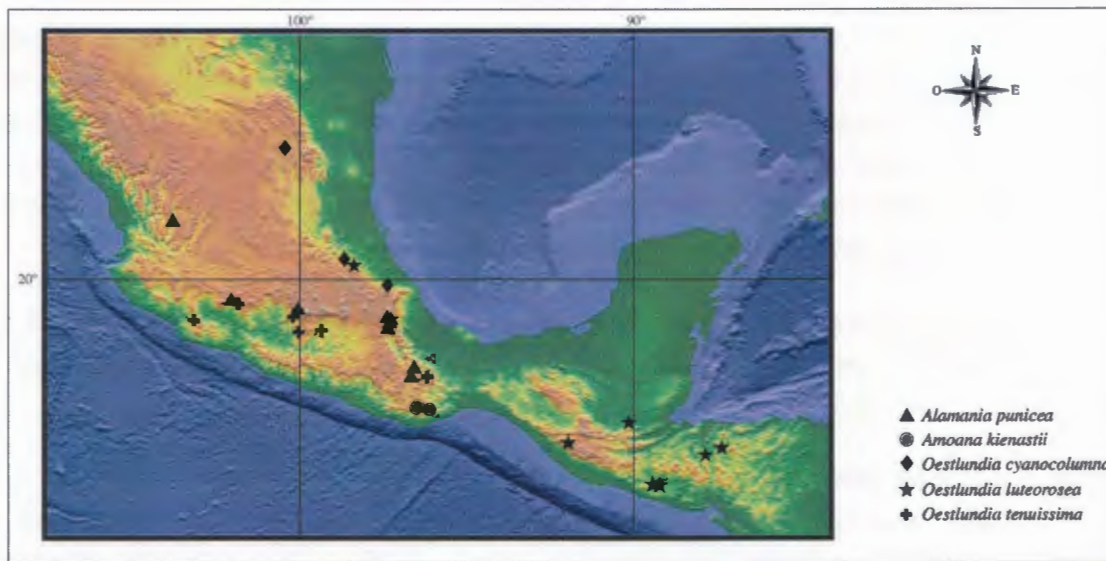 100° 90°
N
O E
S
20°
Alamania punicea
Amoana kienastii
Oestlundia cyanocolumna
Oestlundia luteorosea
Oestlundia tenuissima